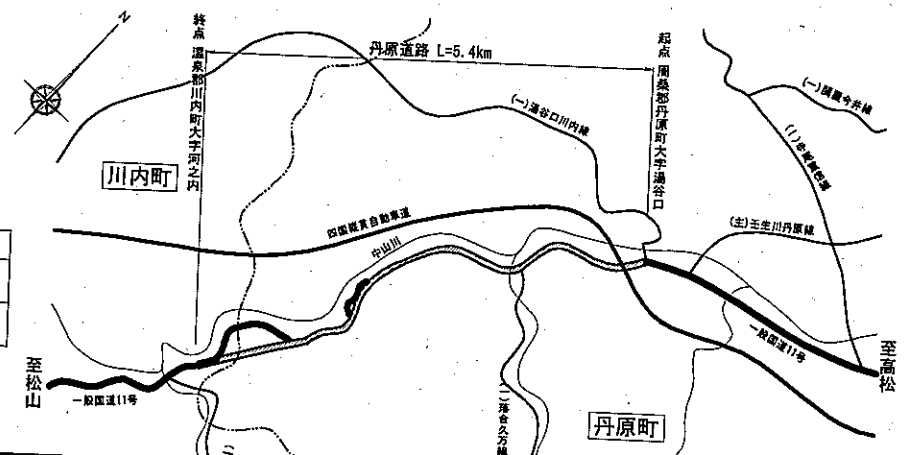 N
終点 温泉郡川内町大字河之内
丹原道路 L=5.4km
起点 周桑郡丹原町大字湯谷口
(一)湯谷口川内線
川内町
四国縦貫自動車道
中山川
(主)壬生川丹原線
至松山
一般国道11号
一般国道11号
至高松
(一)落合久万線
丹原町